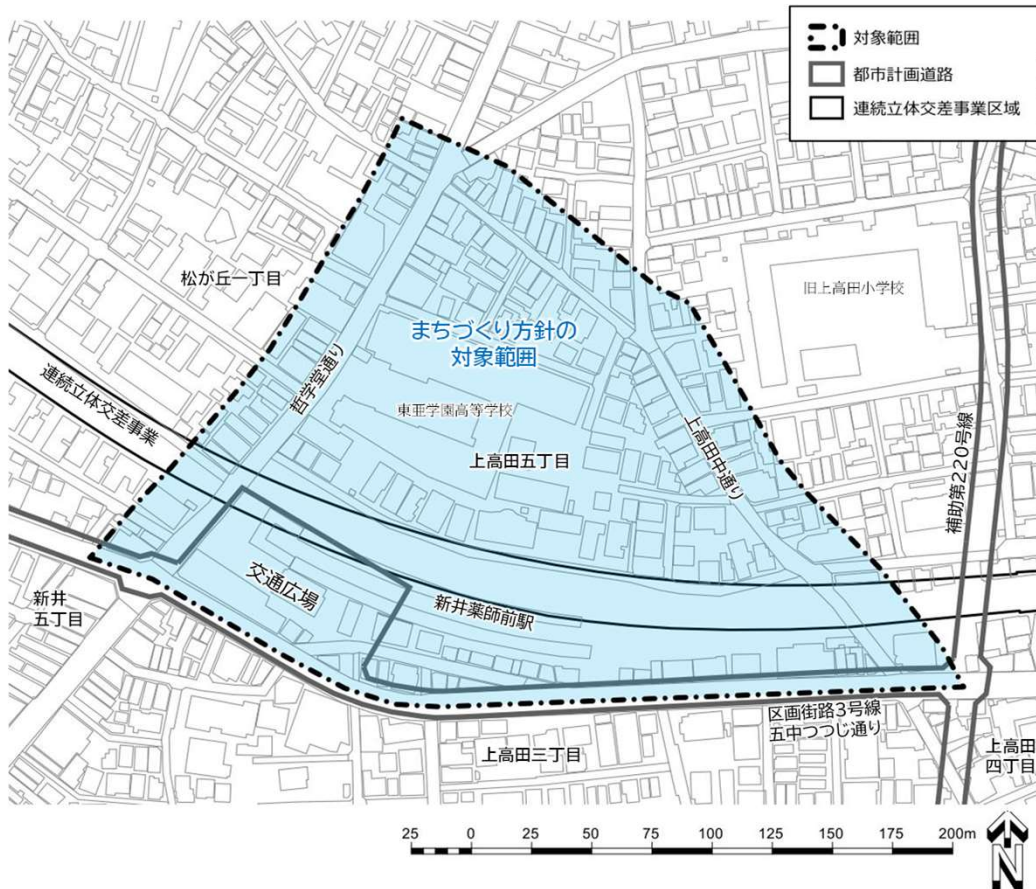 対象範囲
都市計画道路
連続立体交差事業区域
松が丘一丁目
旧上高田小学校
まちづくり方針の
対象範囲
哲学堂通り
連続立体交差事業
東亜学園高等学校
上高田五丁目
上高田中通り
補助第220号線
交通広場
新井薬師前駅
新井
五丁目
区画街路3号線
五中つつじ通り
上高田三丁目
上高田
四丁目
25 0 25 50 75 100 125 150 175 200m
N